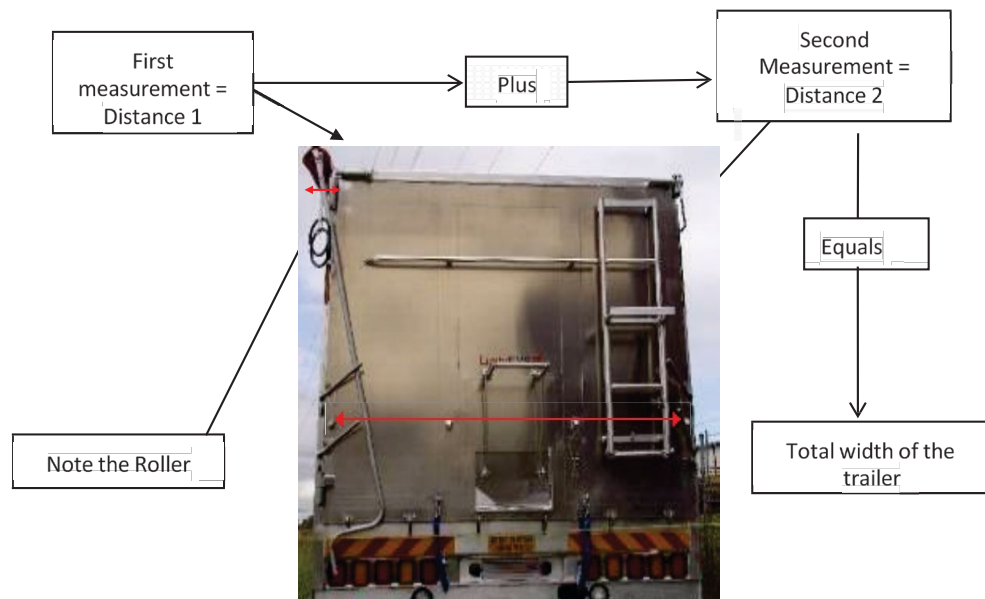 First
measurement =
Distance 1
Plus
Second
Measurement =
Distance 2
Equals
Note the Roller
Total width of the
trailer